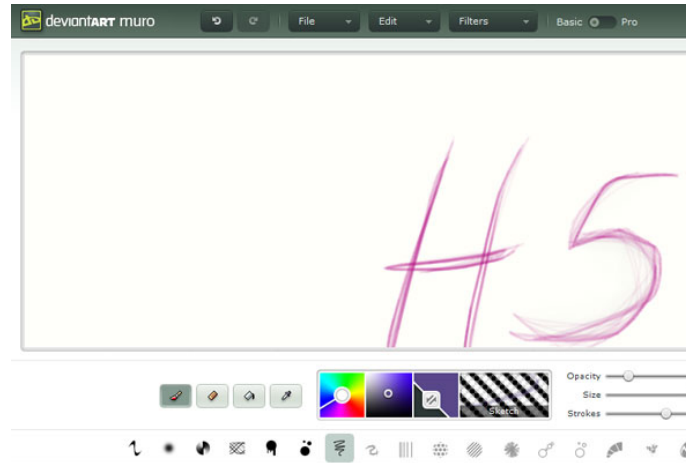 deviantART muro File Edit Filters Basic Pro
H5
Opacity
Size
Sketch
Strokes